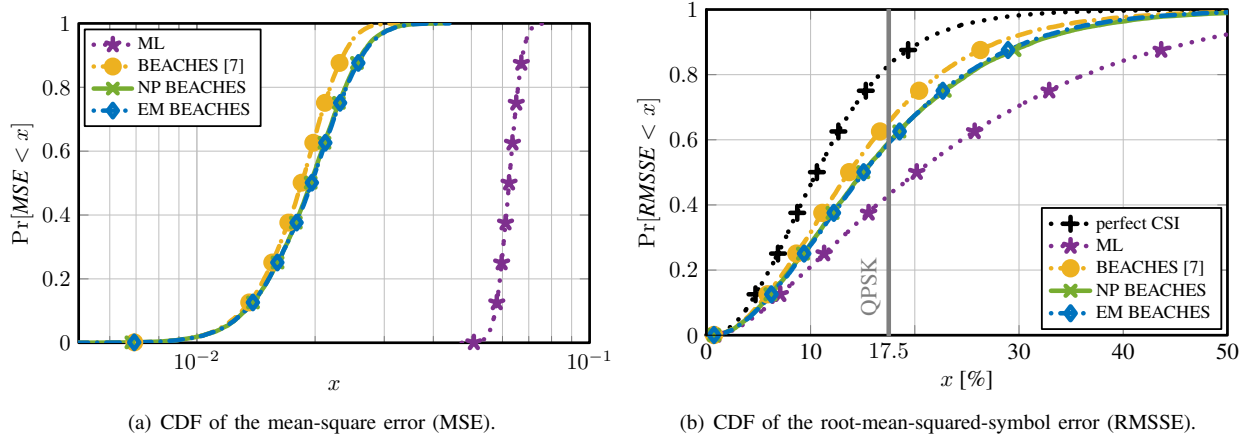 1
0.8
0.6
0.4
0.2
0
Pr[MSE < x]
ML
BEACHES [7]
NP BEACHES
EM BEACHES
10⁻²
10⁻¹
x
(a) CDF of the mean-square error (MSE).
1
0.8
0.6
0.4
0.2
0
Pr[RMSSE < x]
QPSK
perfect CSI
ML
BEACHES [7]
NP BEACHES
EM BEACHES
0 10 17.5 30 40 50
x [%]
(b) CDF of the root-mean-squared-symbol error (RMSSE).